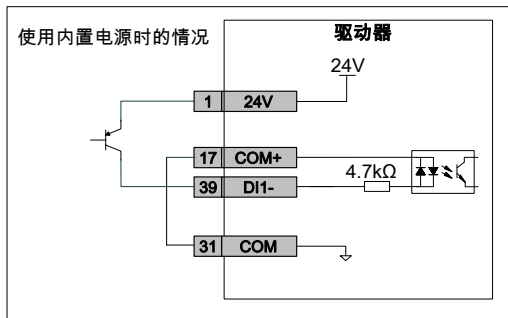 使用内置电源时的情况
驱动器
24V
1 24V
17 COM+
39 DI1-
4.7kΩ
31 COM